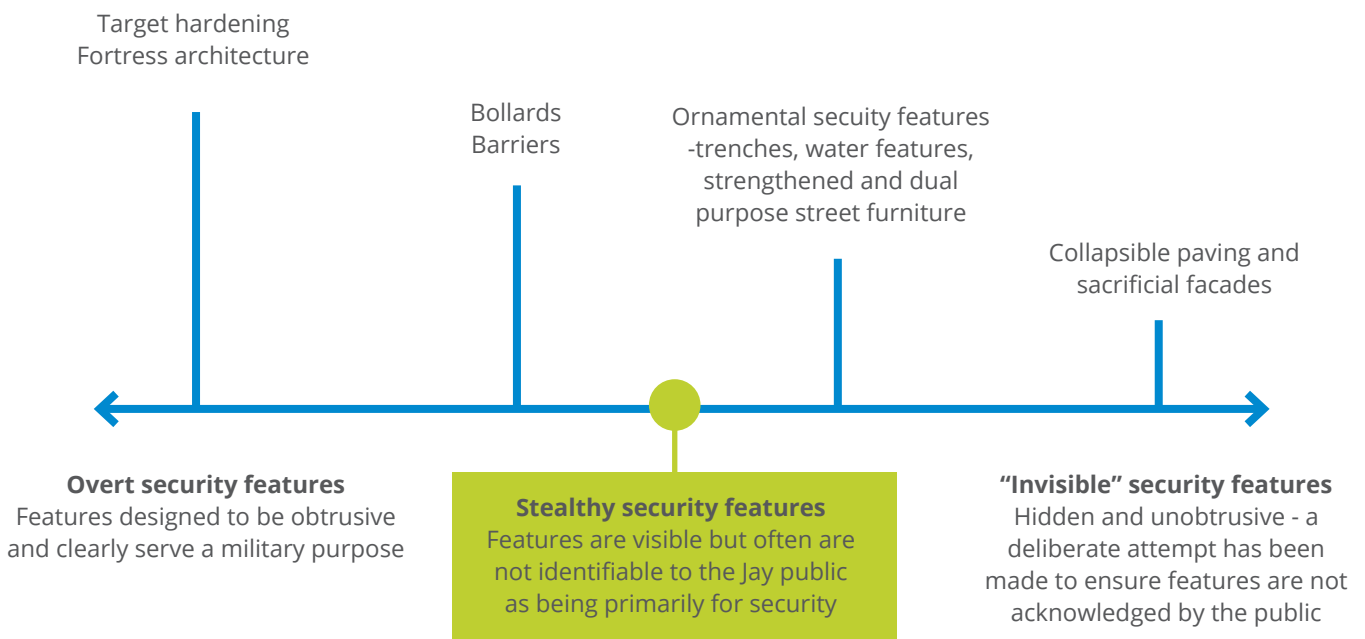 Target hardening
Fortress architecture
Bollards
Barriers
Ornamental secuity features
-trenches, water features,
strengthened and dual
purpose street furniture
Collapsible paving and
sacrificial facades
Overt security features
Features designed to be obtrusive
and clearly serve a military purpose
Stealthy security features
Features are visible but often are
not identifiable to the Jay public
as being primarily for security
“Invisible” security features
Hidden and unobtrusive - a
deliberate attempt has been
made to ensure features are not
acknowledged by the public